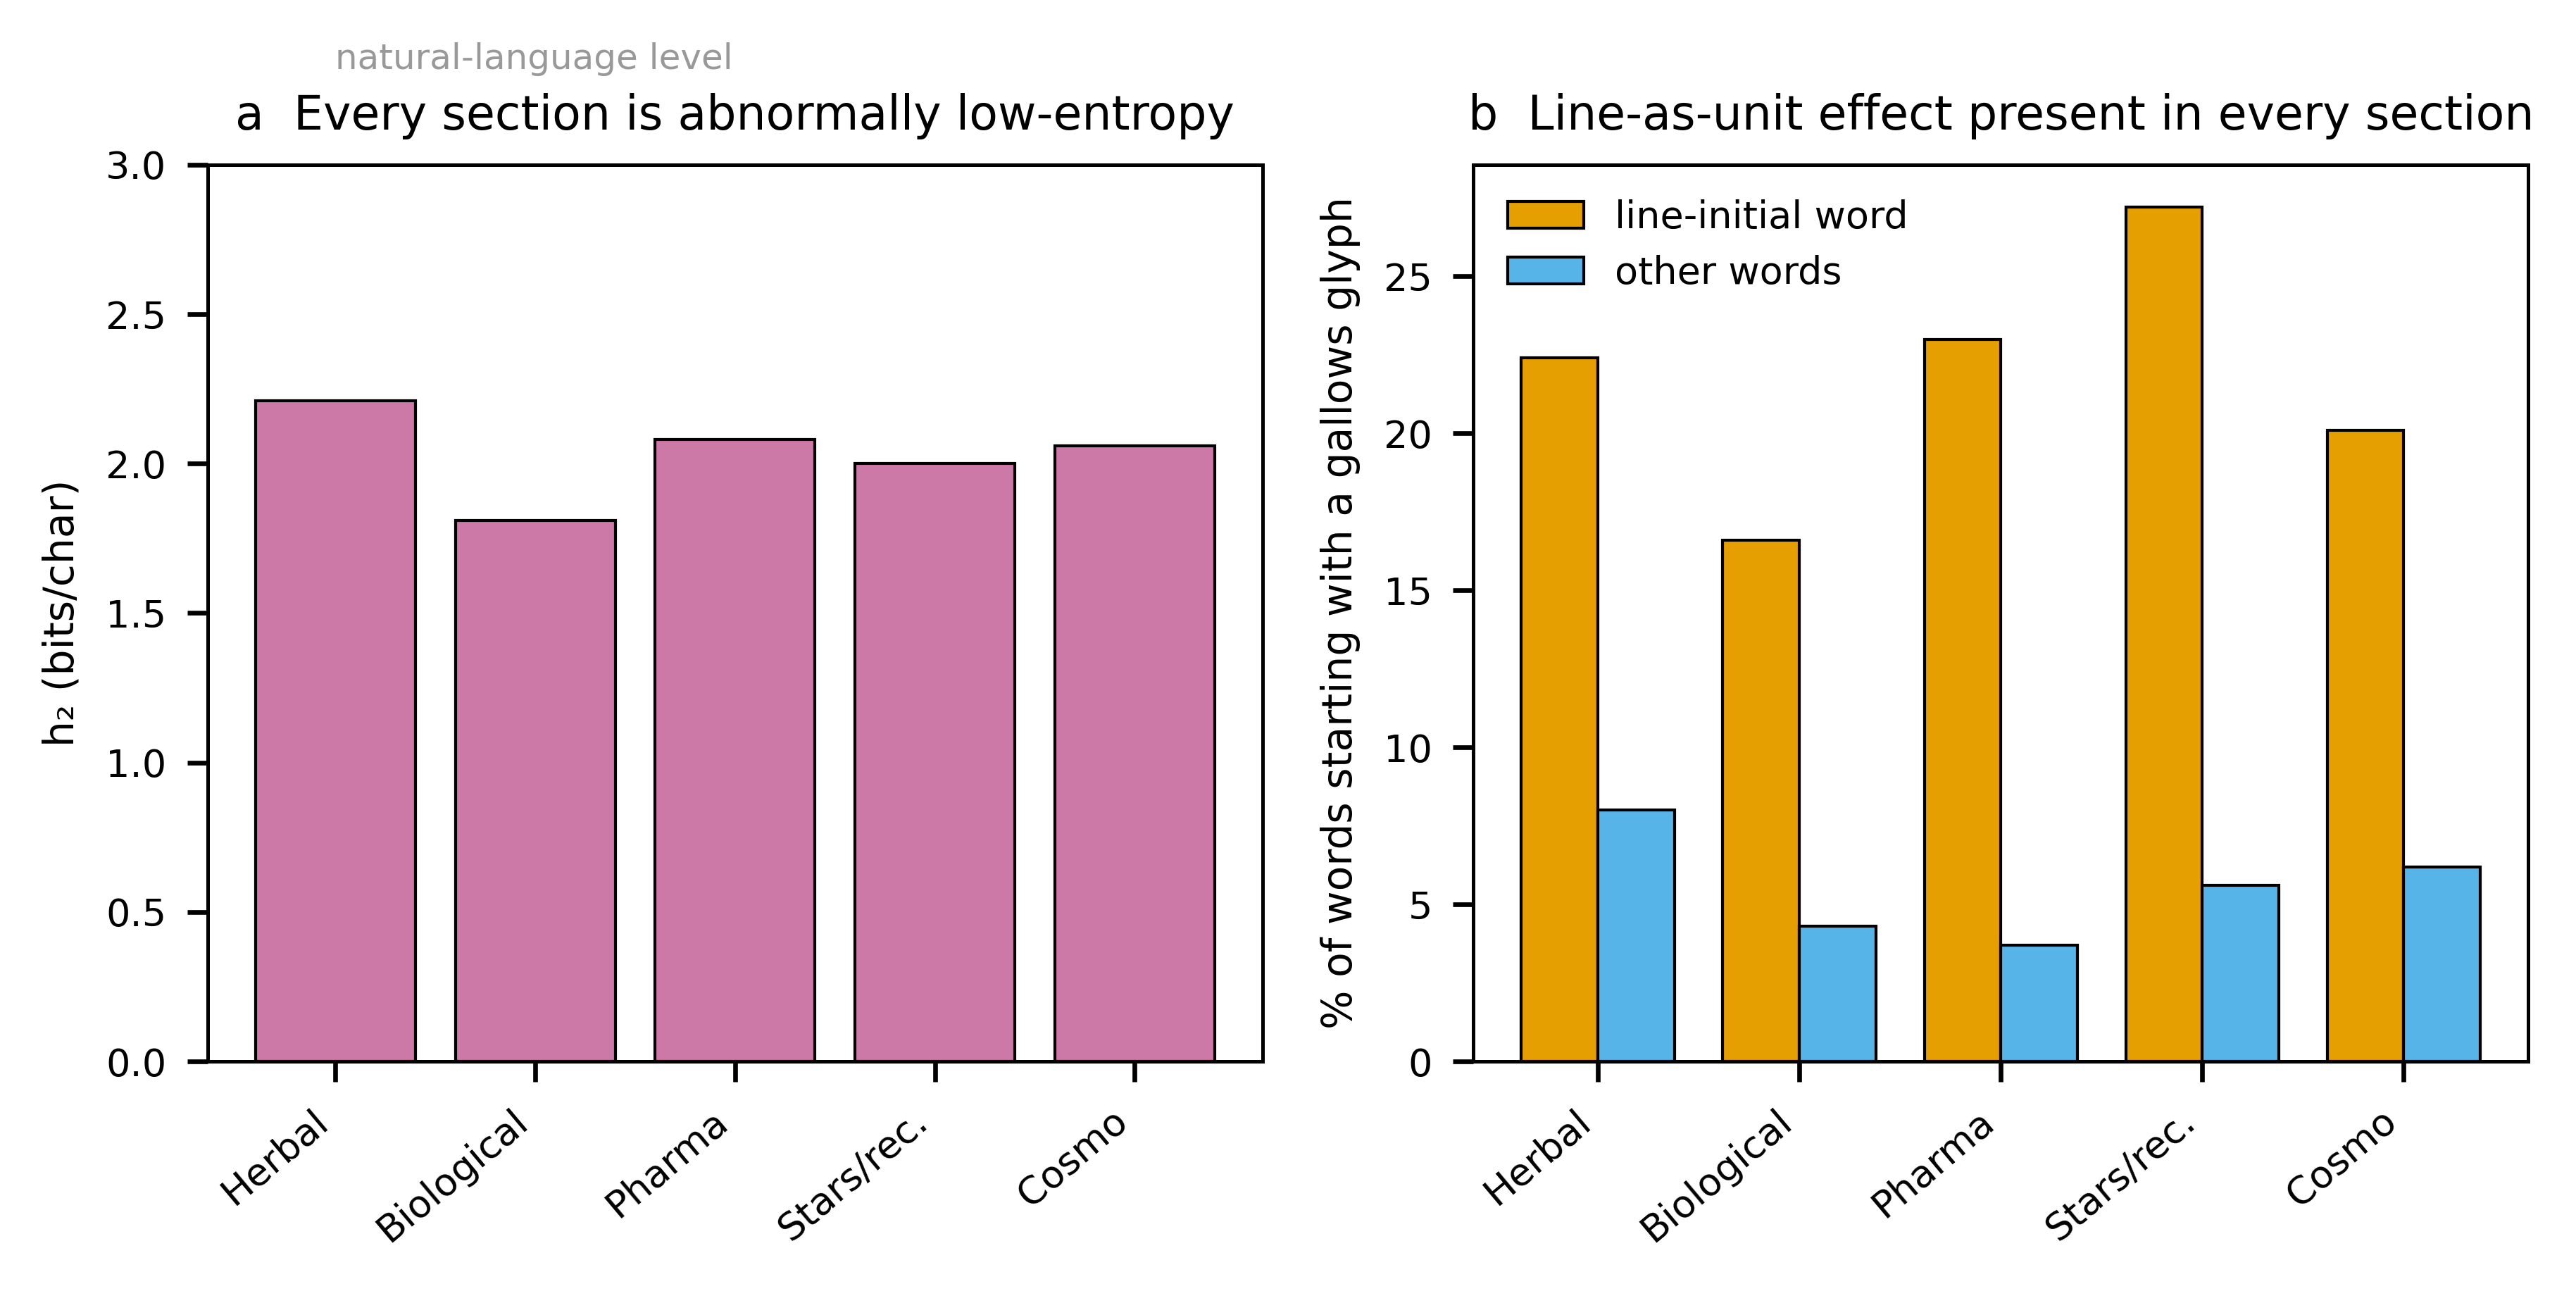 natural-language level
a Every section is abnormally low-entropy
h₂ (bits/char)
3.0
2.5
2.0
1.5
1.0
0.5
0.0
Herbal
Biological
Pharma
Stars/rec.
Cosmo
b Line-as-unit effect present in every section
% of words starting with a gallows glyph
line-initial word
other words
25
20
15
10
5
0
Herbal
Biological
Pharma
Stars/rec.
Cosmo